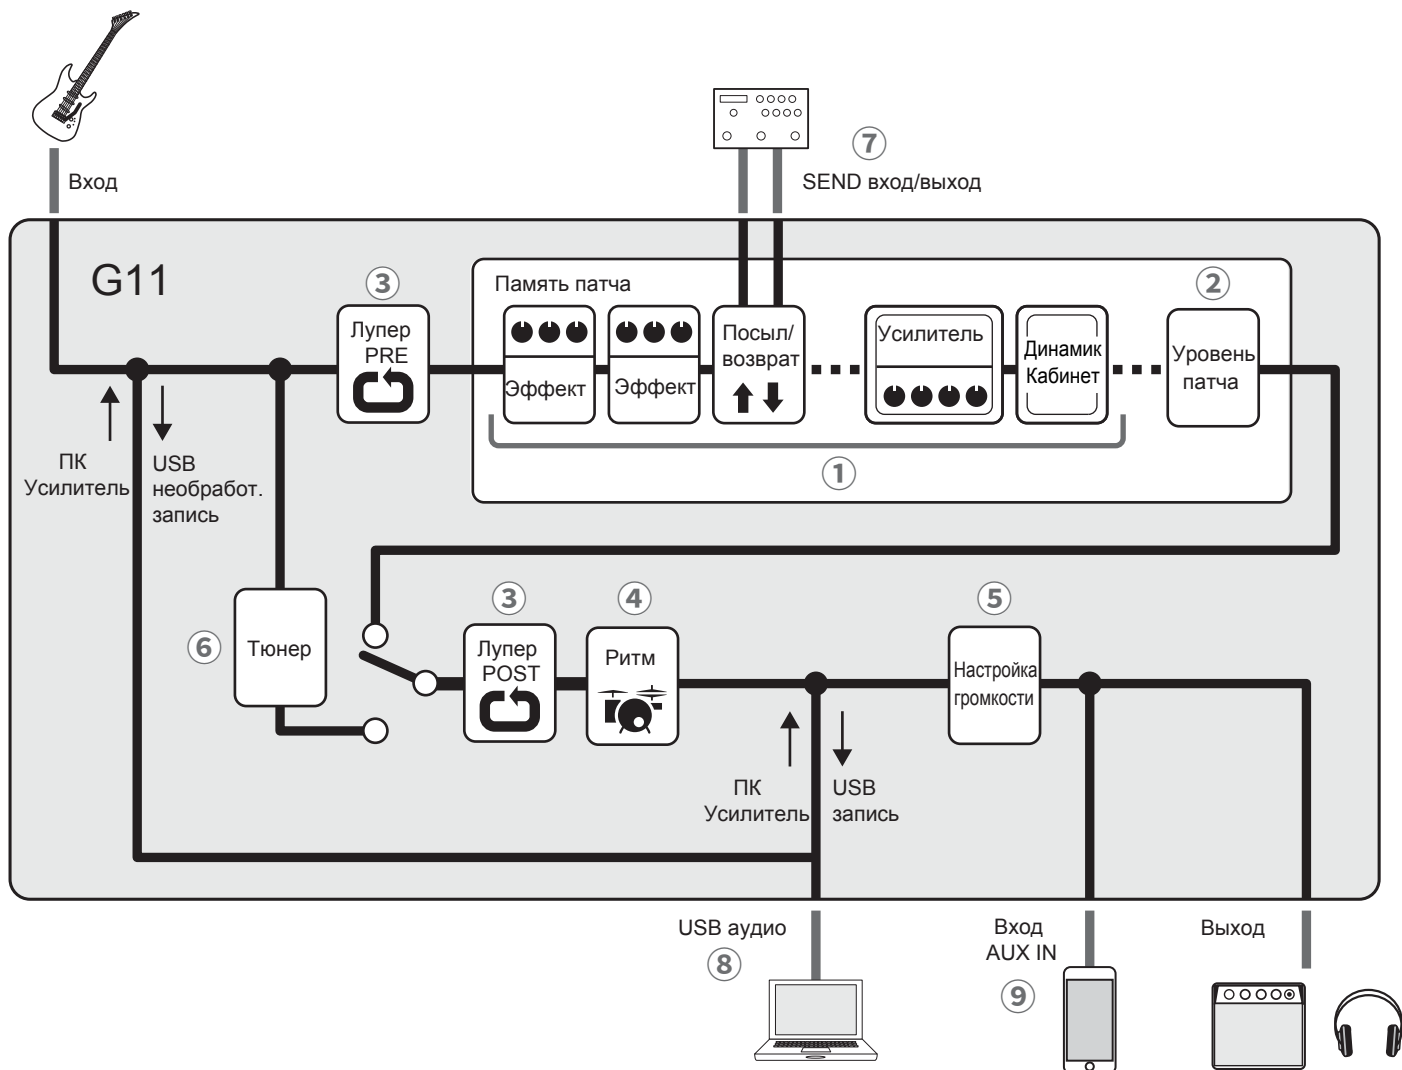 Вход
⑦
SEND вход/выход
G11
③
Лупер
PRE
Память патча
Эффект
Эффект
Посыл/
возврат
Усилитель
Динамик
Кабинет
②
Уровень
патча
①
ПК
Усилитель
USB
необработ.
запись
⑥
Тюнер
③
Лупер
POST
④
Ритм
⑤
Настройка
громкости
ПК
Усилитель
USB
запись
USB аудио
⑧
Вход
AUX IN
⑨
Выход